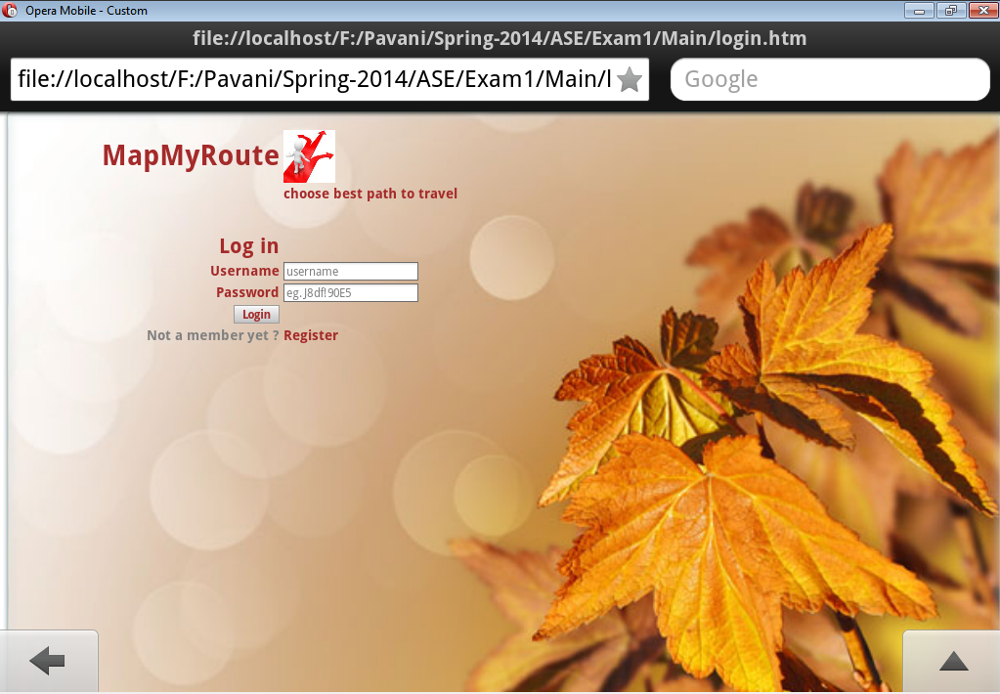 Opera Mobile - Custom
file://localhost/F:/Pavani/Spring-2014/ASE/Exam1/Main/login.htm
file://localhost/F:/Pavani/Spring-2014/ASE/Exam1/Main/l
Google
MapMyRoute
choose best path to travel
Log in
Username username
Password eg.J8df!90E5
Login
Not a member yet ? Register